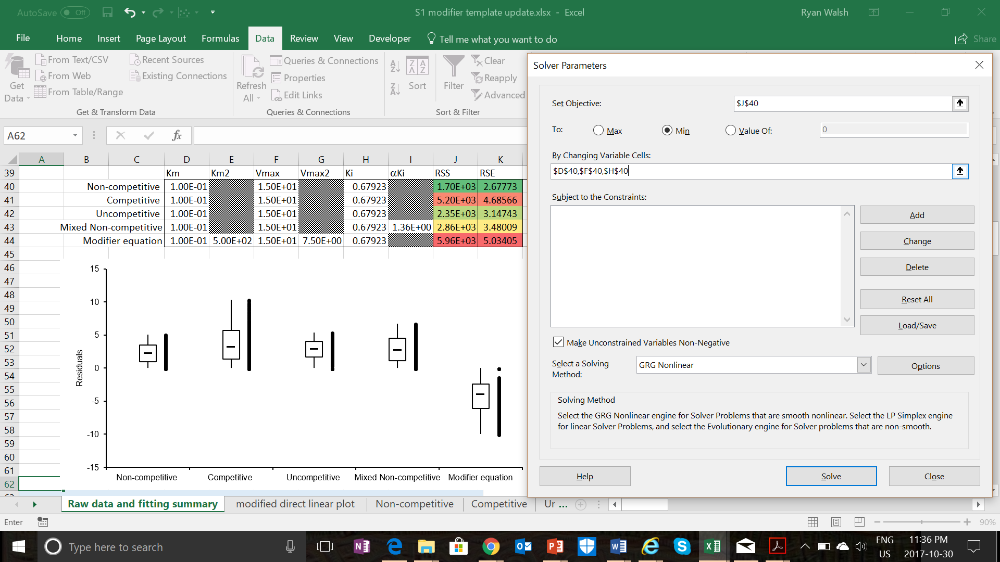 AutoSave Off
S1 modifier template update.xlsx - Excel
Ryan Walsh
File Home Insert Page Layout Formulas Data Review View Developer Tell me what you want to do Share
Get Data
From Text/CSV
From Web
From Table/Range
Recent Sources
Existing Connections
Get & Transform Data
Refresh All
Queries & Connections
Properties
Edit Links
Queries & Connections
Sort
Filter
Clear
Reapply
Advanced
Sort & Filter
A62 fx
A B C D E F G H I J K
39 Km Km2 Vmax Vmax2 Ki αKi RSS RSE
40 Non-competitive 1.00E-01 1.50E+01 0.67923 1.70E+03 2.67773
41 Competitive 1.00E-01 1.50E+01 0.67923 5.20E+03 4.68566
42 Uncompetitive 1.00E-01 1.50E+01 0.67923 2.35E+03 3.14743
43 Mixed Non-competitive 1.00E-01 1.50E+01 0.67923 1.36E+00 2.86E+03 3.48009
44 Modifier equation 1.00E-01 5.00E+02 1.50E+01 7.50E+00 0.67923 5.96E+03 5.03405
45
46
47
48
49
50
51
52
53
54
55
56
57
58
59
60
61
62
15
10
5
0
-5
-10
-15
Residuals
Non-competitive Competitive Uncompetitive Mixed Non-competitive Modifier equation
Solver Parameters
Set Objective: $J$40
To: Max Min Value Of: 0
By Changing Variable Cells:
$D$40,$F$40,$H$40
Subject to the Constraints:
Add
Change
Delete
Reset All
Load/Save
Make Unconstrained Variables Non-Negative
Select a Solving Method:
GRG Nonlinear
Options
Solving Method
Select the GRG Nonlinear engine for Solver Problems that are smooth nonlinear. Select the LP Simplex engine
for linear Solver Problems, and select the Evolutionary engine for Solver problems that are non-smooth.
Help Solve Close
Raw data and fitting summary modified direct linear plot Non-competitive Competitive Ur ...
Enter
90%
Type here to search
ENG
US
11:36 PM
2017-10-30